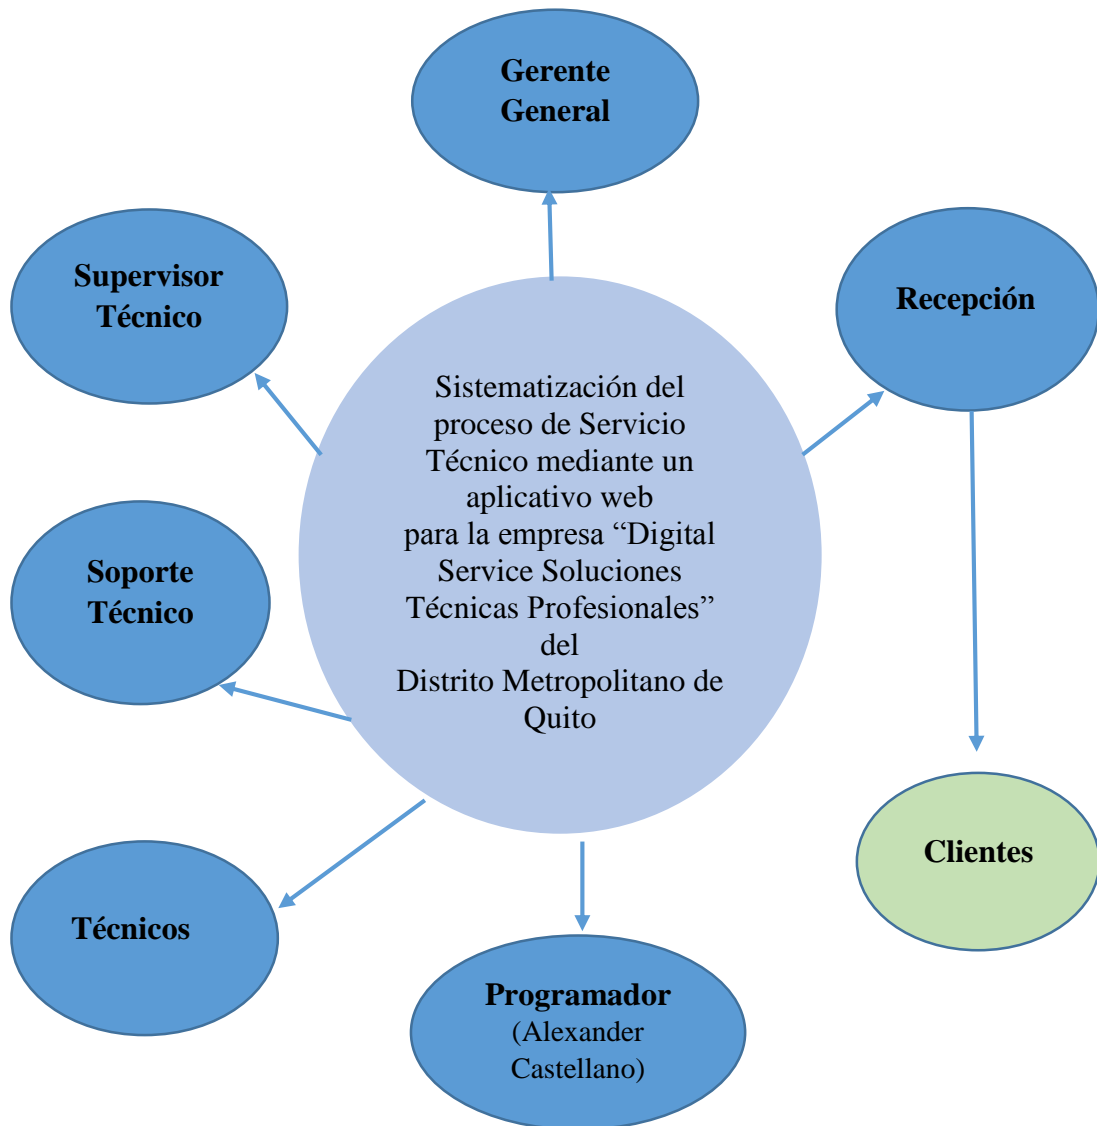 Gerente
General
Supervisor
Técnico
Recepción
Sistematización del
proceso de Servicio
Técnico mediante un
aplicativo web
para la empresa “Digital
Service Soluciones
Técnicas Profesionales”
del
Distrito Metropolitano de
Quito
Soporte
Técnico
Clientes
Técnicos
Programador
(Alexander
Castellano)